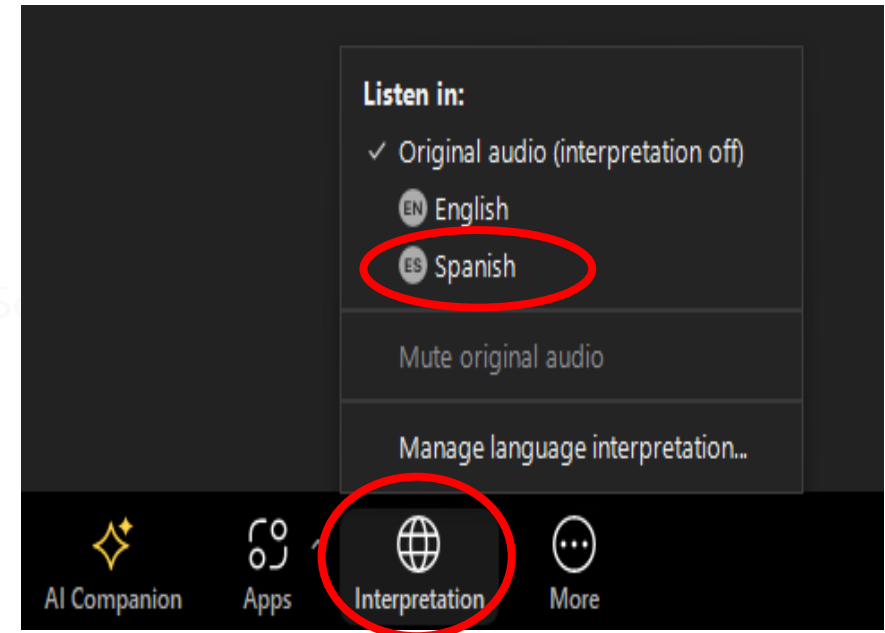 Listen in:
✓ Original audio (interpretation off)
EN English
ES Spanish
Mute original audio
Manage language interpretation...
AI Companion
Apps
Interpretation
More